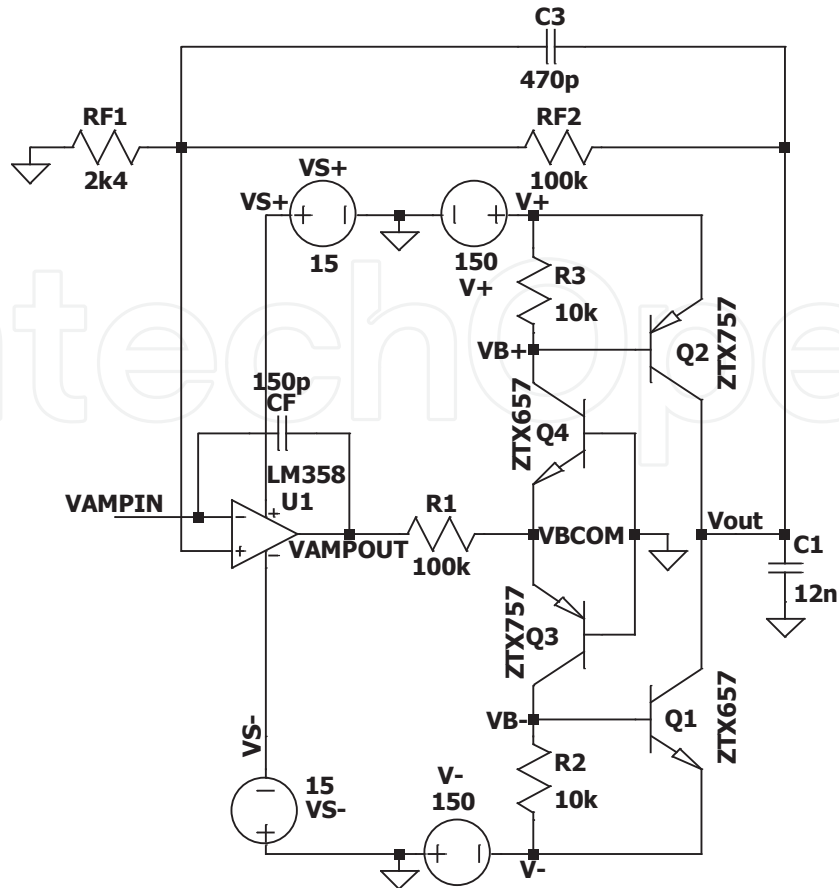 C3
470p
RF1
2k4
RF2
100k
VS+
VS+
15
V+
150
V+
R3
10k
VB+
Q2
ZTX757
150p
CF
ZTX657
Q4
LM358
U1
VAMPIN
VAMPOUT
R1
100k
VBCOM
Vout
C1
12n
ZTX757
Q3
VB-
Q1
ZTX657
VS-
15
VS-
V-
150
R2
10k
V-
ntechOpe